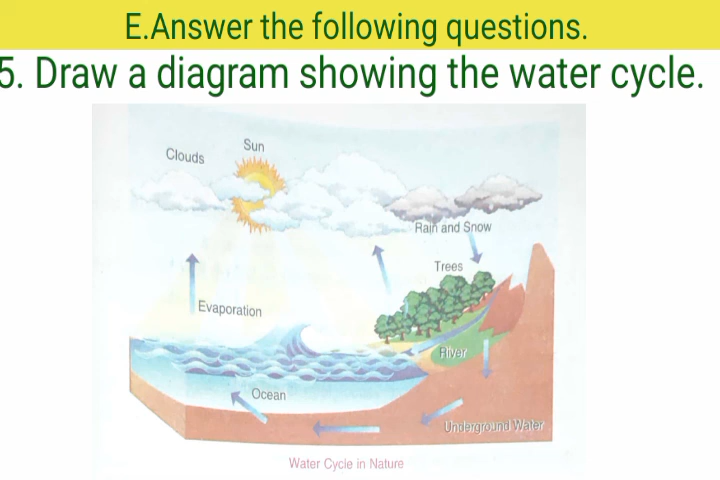 E.Answer the following questions.
5. Draw a diagram showing the water cycle.
Sun
Clouds
Rain and Snow
Trees
Evaporation
River
Ocean
Underground Water
Water Cycle in Nature